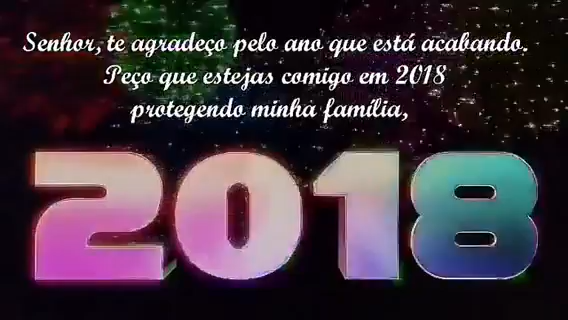 Senhor, te agradeço pelo ano que está acabando.
Peço que estejas comigo em 2018
protegendo minha família,
2018